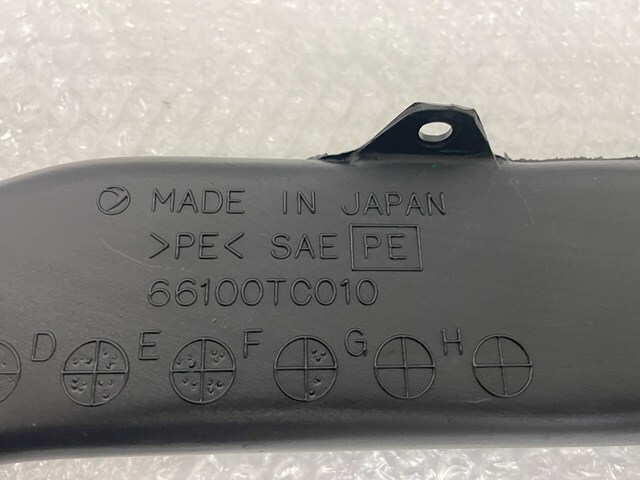 MADE IN JAPAN
>PE< SAE PE
66100TC010
D E F G H